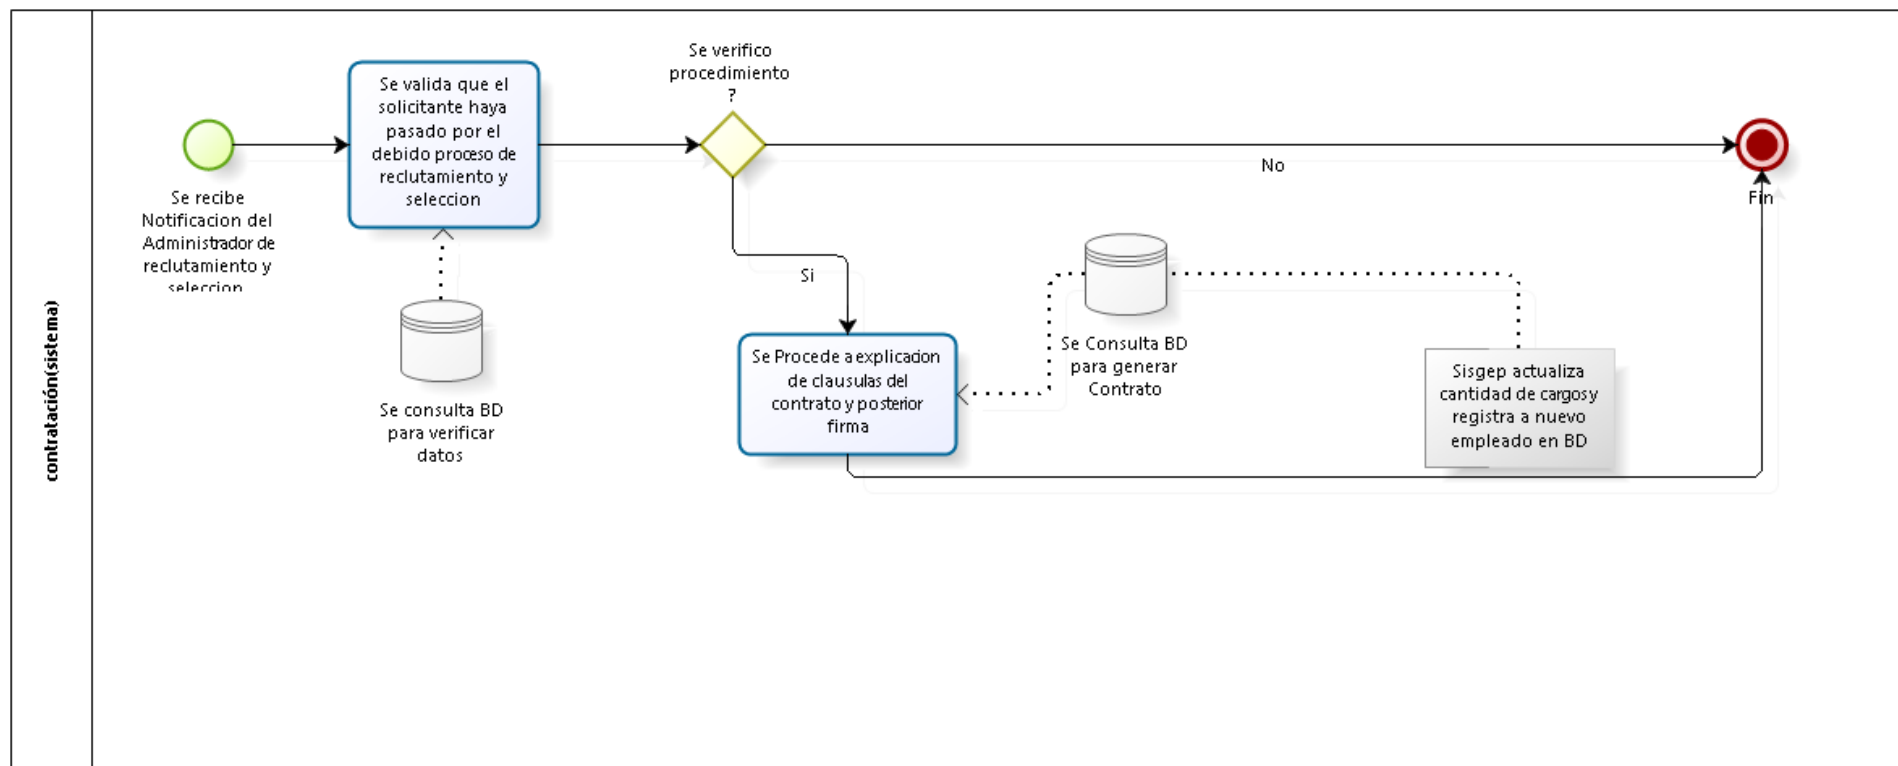 contratación(sistema)
Se recibe
Notificacion del
Administrador de
reclutamiento y
seleccion
Se valida que el
solicitante haya
pasado por el
debido proceso de
reclutamiento y
seleccion
Se consulta BD
para verificar
datos
Se verifico
procedimiento
?
No
Si
Fin
Se Procede a explicacion
de clausulas del
contrato y posterior
firma
Se Consulta BD
para generar
Contrato
Sisgep actualiza
cantidad de cargos y
registra a nuevo
empleado en BD